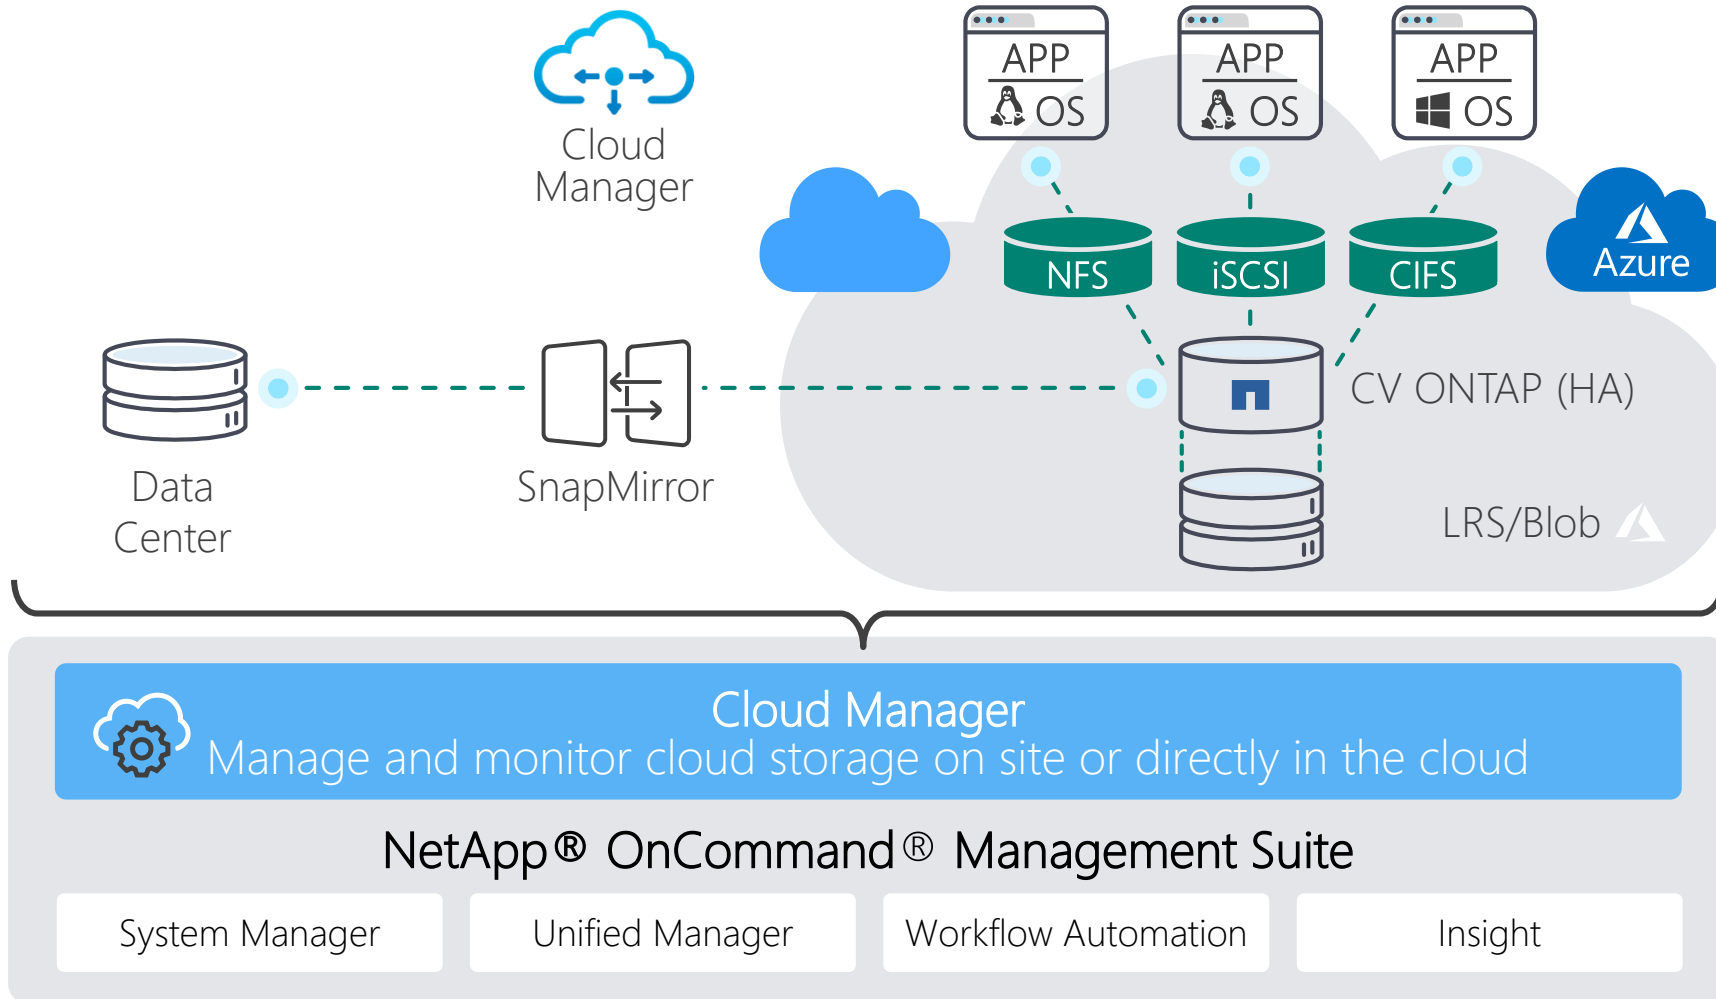 APP
OS
APP
OS
APP
OS
Cloud
Manager
NFS
iSCSI
CIFS
Azure
CV ONTAP (HA)
Data
Center
SnapMirror
LRS/Blob
Cloud Manager
Manage and monitor cloud storage on site or directly in the cloud
NetApp® OnCommand® Management Suite
System Manager
Unified Manager
Workflow Automation
Insight